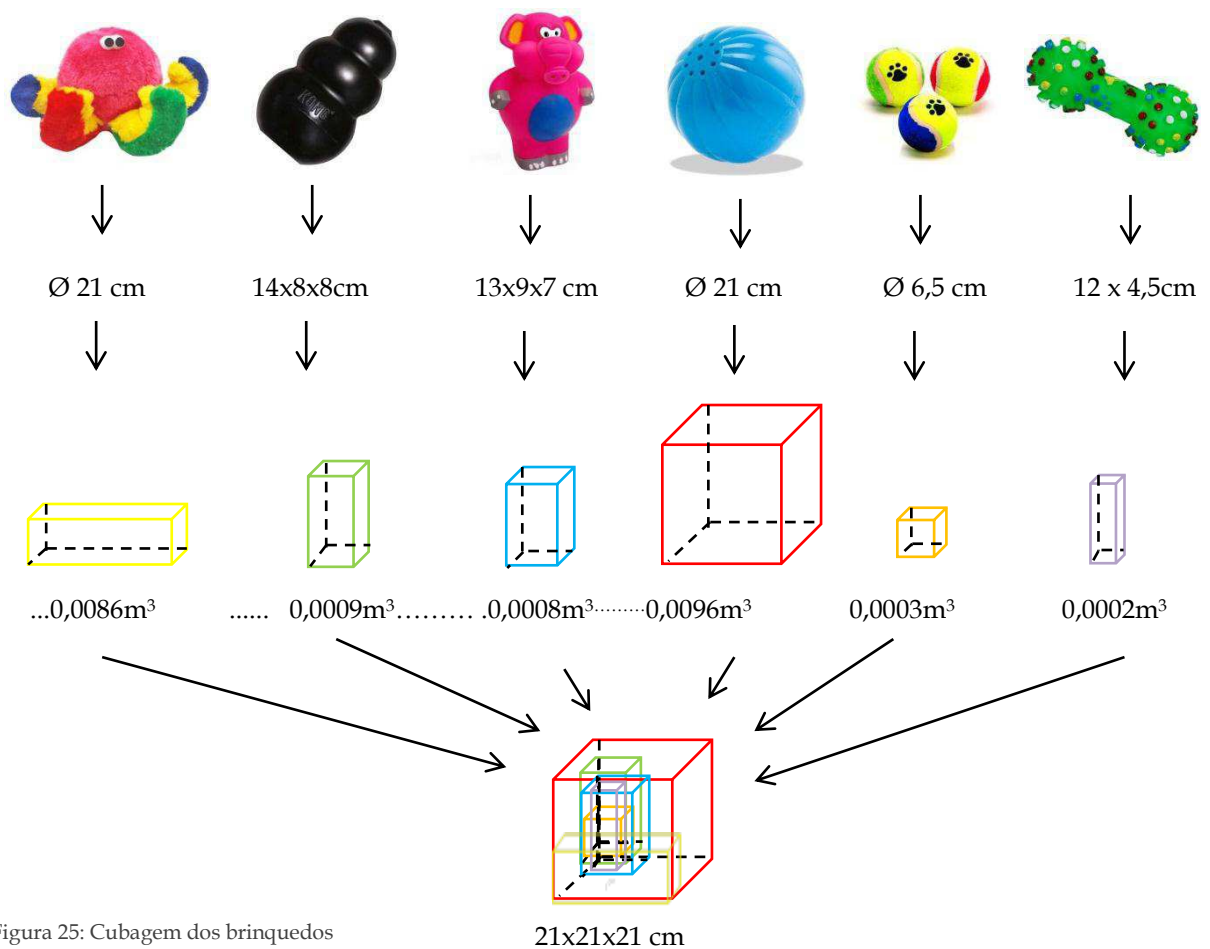 KONG
Ø 21 cm 14x8x8cm 13x9x7 cm Ø 21 cm Ø 6,5 cm 12 x 4,5cm
...0,0086m³ ...... 0,0009m³......... .0,0008m³.........0,0096m³ 0,0003m³ 0,0002m³
21x21x21 cm
Figura 25: Cubagem dos brinquedos